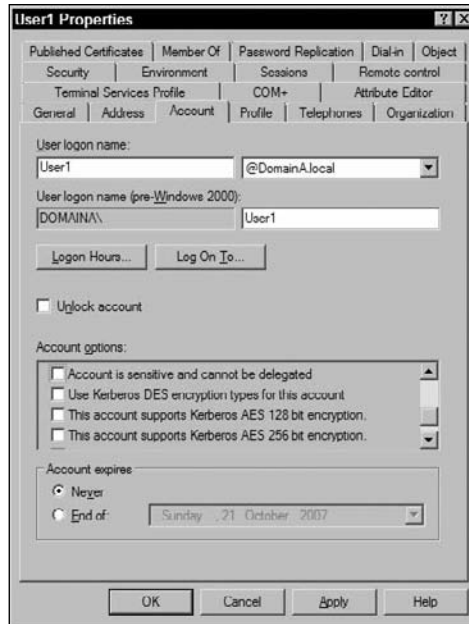 User1 Properties
Published Certificates Member Of Password Replication Dial-in Object
Security Environment Sessions Remote control
Terminal Services Profile COM+ Attribute Editor
General Address Account Profile Telephones Organization
User logon name:
User1 @DomainA.local
User logon name (pre-Windows 2000):
DOMAINA\ User1
Logon Hours... Log On To...
Unlock account
Account options:
Account is sensitive and cannot be delegated
Use Kerberos DES encryption types for this account
This account supports Kerberos AES 128 bit encryption.
This account supports Kerberos AES 256 bit encryption.
Account expires
Never
End of: Sunday , 21 October 2007
OK Cancel Apply Help